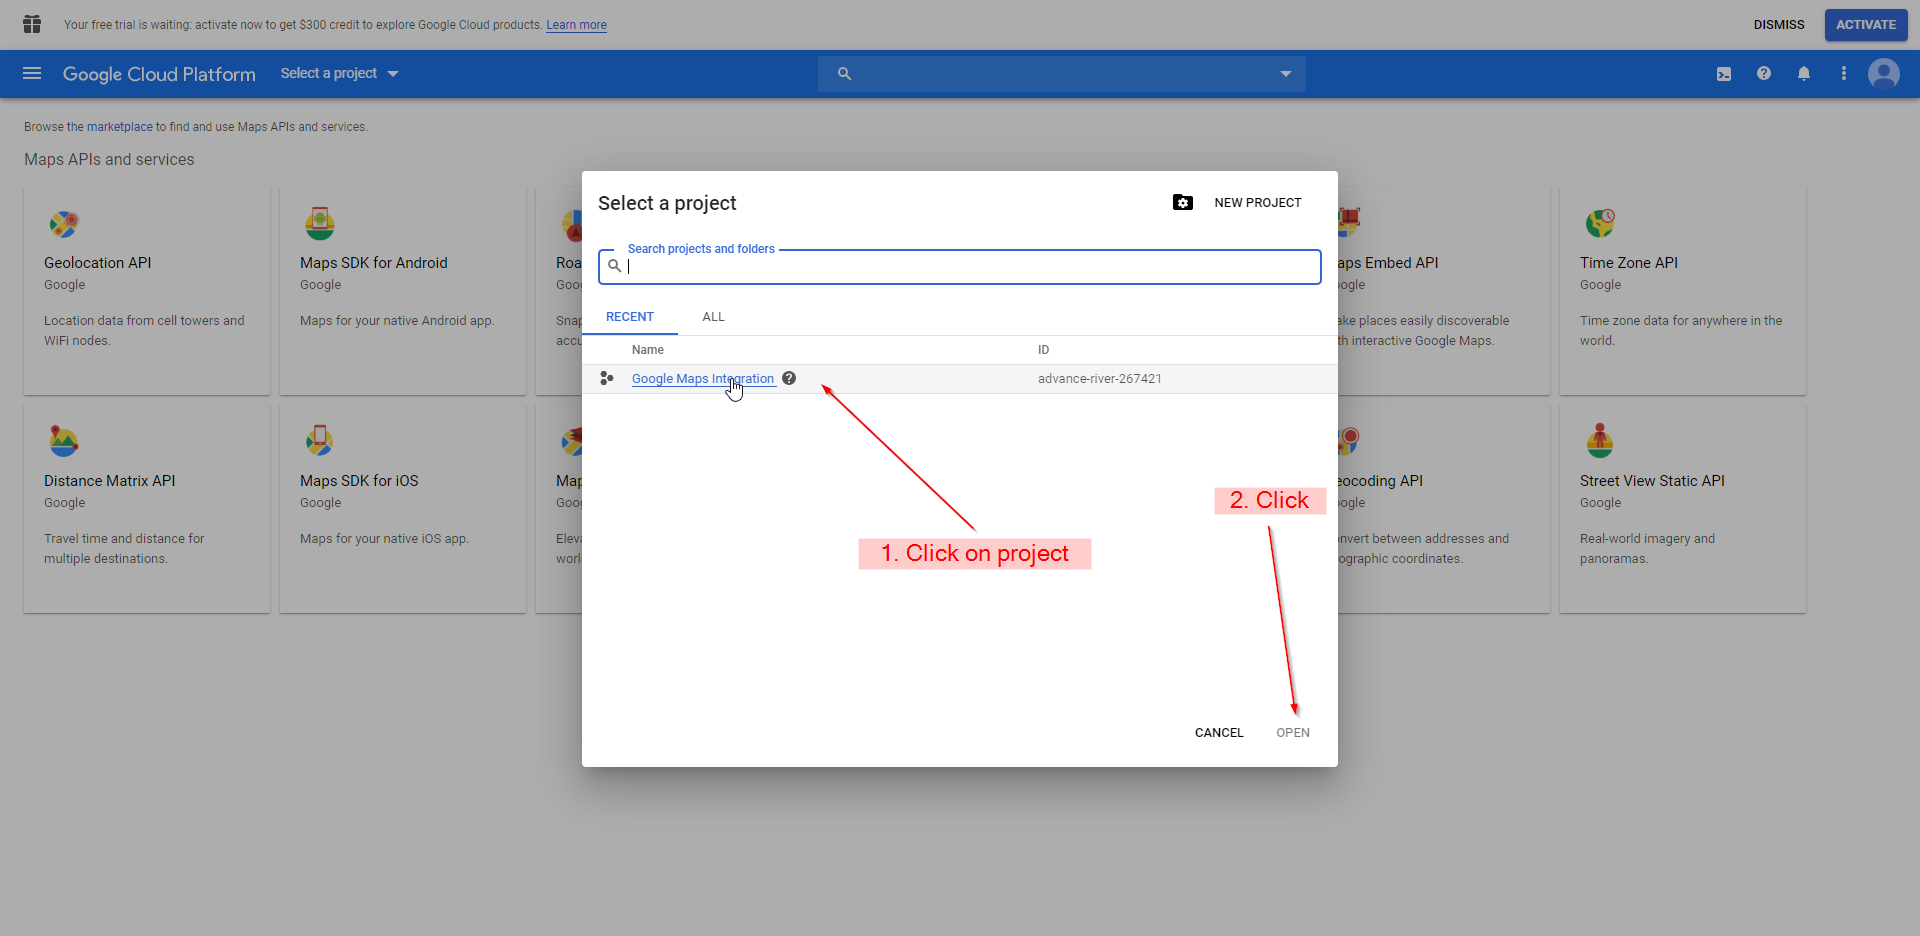 Your free trial is waiting: activate now to get $300 credit to explore Google Cloud products. Learn more
DISMISS
ACTIVATE
Google Cloud Platform
Select a project
Browse the marketplace to find and use Maps APIs and services.
Maps APIs and services
Geolocation API
Google
Location data from cell towers and
WiFi nodes.
Maps SDK for Android
Google
Maps for your native Android app.
Roa
Goo
Snap
accu
aps Embed API
ogle
ake places easily discoverable
th interactive Google Maps.
Time Zone API
Google
Time zone data for anywhere in the
world.
Distance Matrix API
Google
Travel time and distance for
multiple destinations.
Maps SDK for iOS
Google
Maps for your native iOS app.
Map
Goo
Eleva
worl
eocoding API
ogle
nvert between addresses and
ographic coordinates.
Street View Static API
Google
Real-world imagery and
panoramas.
Select a project
NEW PROJECT
Search projects and folders
RECENT
ALL
Name
ID
Google Maps Integration
advance-river-267421
1. Click on project
2. Click
CANCEL
OPEN